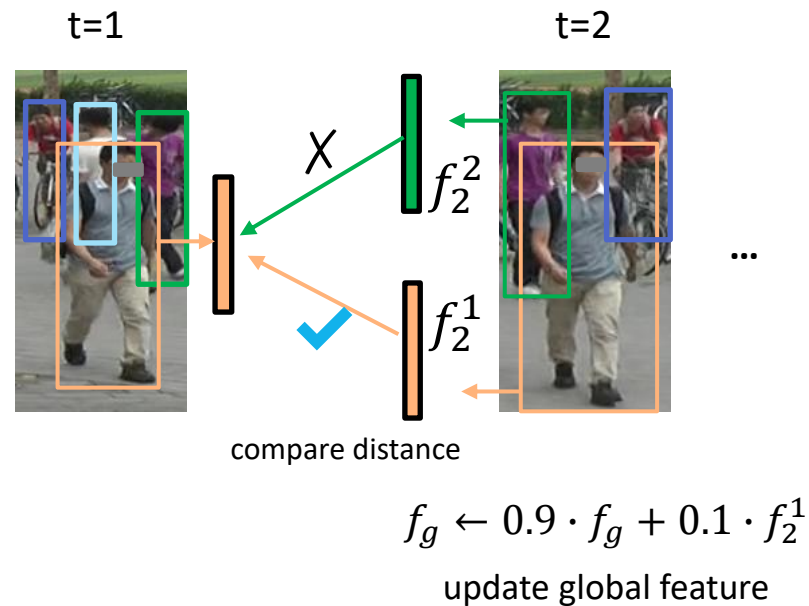 t=1
t=2
✗
f_2^2
f_2^1
✓
...
compare distance
f_g ← 0.9 · f_g + 0.1 · f_2^1
update global feature